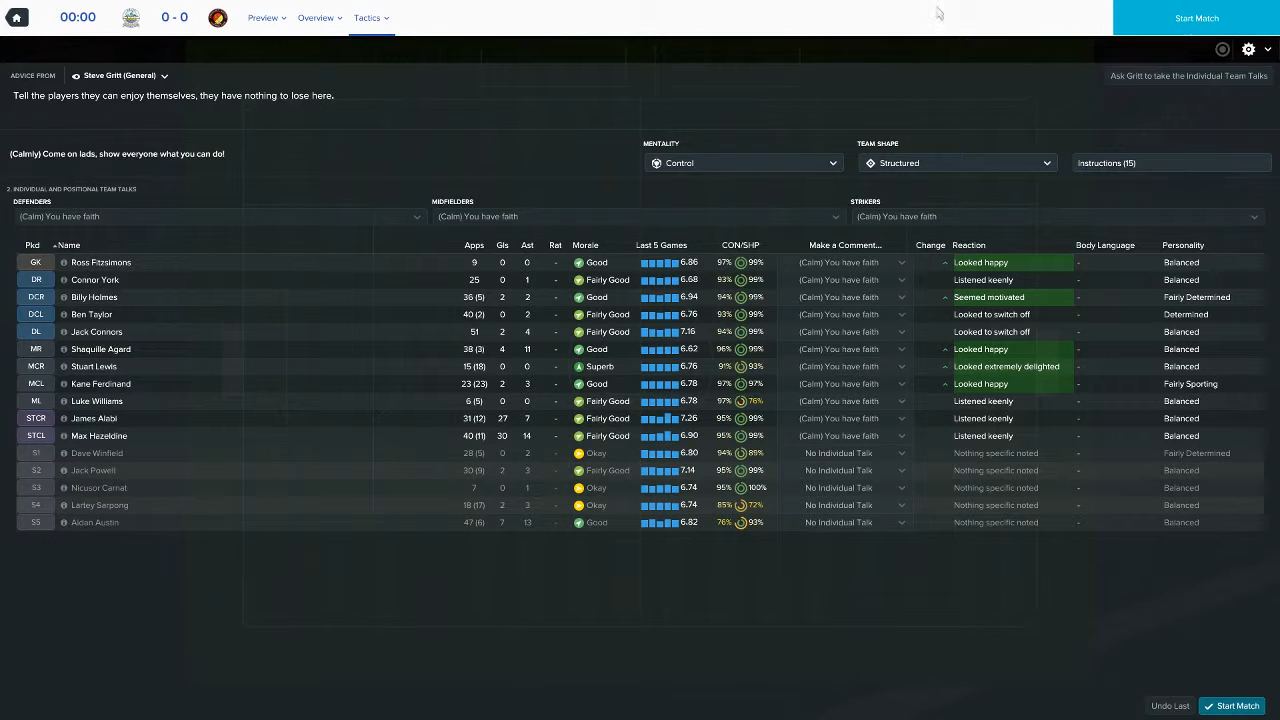 00:00 0 - 0 Preview Overview Tactics Start Match
ADVICE FROM Steve Gritt (General) Ask Gritt to take the Individual Team Talks
Tell the players they can enjoy themselves, they have nothing to lose here.
MENTALITY TEAM SHAPE
(Calmly) Come on lads, show everyone what you can do!
Control Structured Instructions (15)
2. INDIVIDUAL AND POSITIONAL TEAM TALKS
DEFENDERS MIDFIELDERS STRIKERS
(Calm) You have faith (Calm) You have faith (Calm) You have faith
Pkd Name Apps Gls Ast Rat Morale Last 5 Games CON/SHP Make a Comment... Change Reaction Body Language Personality
GK Ross Fitzsimons 9 0 0 - Good 6.86 97% 99% (Calm) You have faith Looked happy - Balanced
DR Connor York 25 0 1 - Fairly Good 6.68 93% 99% (Calm) You have faith Listened keenly - Balanced
DCR Billy Holmes 36 (5) 2 2 - Good 6.94 94% 99% (Calm) You have faith Seemed motivated - Fairly Determined
DCL Ben Taylor 40 (2) 0 2 - Fairly Good 6.76 93% 99% (Calm) You have faith Looked to switch off - Determined
DL Jack Connors 51 2 4 - Fairly Good 7.16 94% 99% (Calm) You have faith Looked to switch off - Balanced
MR Shaquille Agard 38 (3) 4 11 - Good 6.62 96% 99% (Calm) You have faith Looked happy - Balanced
MCR Stuart Lewis 15 (18) 0 0 - Superb 6.76 91% 93% (Calm) You have faith Looked extremely delighted - Balanced
MCL Kane Ferdinand 23 (23) 2 3 - Good 6.78 97% 97% (Calm) You have faith Looked happy - Fairly Sporting
ML Luke Williams 6 (5) 0 0 - Fairly Good 6.78 97% 76% (Calm) You have faith Listened keenly - Balanced
STCR James Alabi 31 (12) 27 7 - Fairly Good 7.26 95% 99% (Calm) You have faith Listened keenly - Balanced
STCL Max Hazeldine 40 (11) 30 14 - Fairly Good 6.90 95% 99% (Calm) You have faith Listened keenly - Balanced
S1 Dave Winfield 28 (5) 0 2 - Okay 6.80 94% 89% No Individual Talk Nothing specific noted - Fairly Determined
S2 Jack Powell 30 (9) 2 3 - Fairly Good 7.14 95% 99% No Individual Talk Nothing specific noted - Balanced
S3 Nicusor Carnat 7 0 1 - Okay 6.74 95% 100% No Individual Talk Nothing specific noted - Balanced
S4 Lartey Sarpong 18 (17) 2 3 - Okay 6.74 85% 72% No Individual Talk Nothing specific noted - Balanced
S5 Aidan Austin 47 (6) 7 13 - Good 6.82 76% 93% No Individual Talk Nothing specific noted - Balanced
Undo Last Start Match